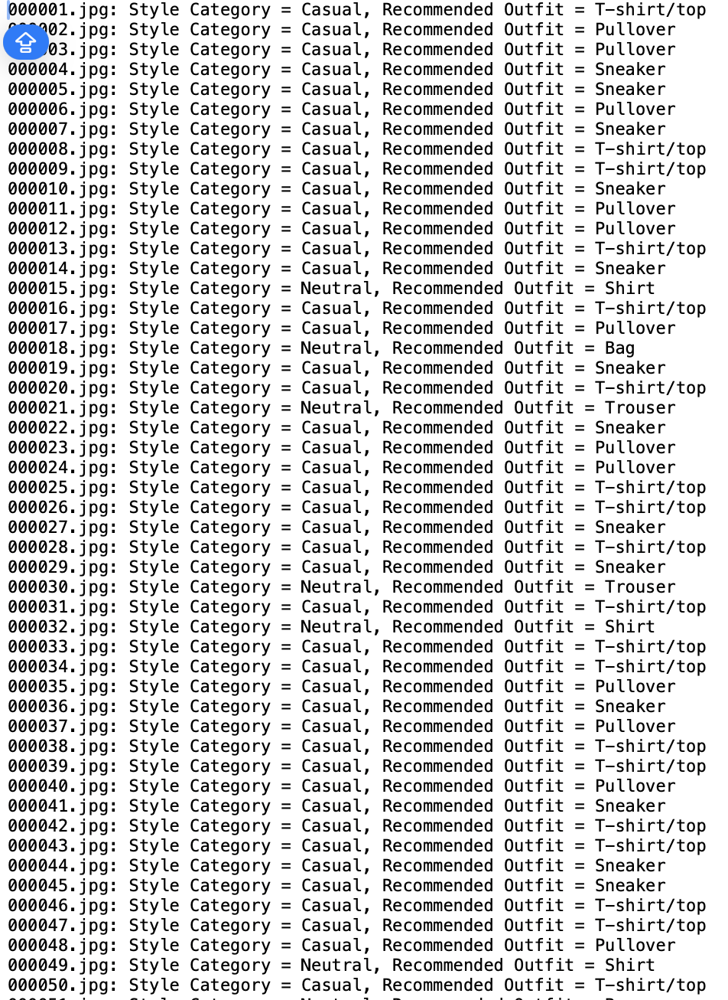 000001.jpg: Style Category = Casual, Recommended Outfit = T-shirt/top
02.jpg: Style Category = Casual, Recommended Outfit = Pullover
03.jpg: Style Category = Casual, Recommended Outfit = Pullover
000004.jpg: Style Category = Casual, Recommended Outfit = Sneaker
000005.jpg: Style Category = Casual, Recommended Outfit = Sneaker
000006.jpg: Style Category = Casual, Recommended Outfit = Pullover
000007.jpg: Style Category = Casual, Recommended Outfit = Sneaker
000008.jpg: Style Category = Casual, Recommended Outfit = T-shirt/top
000009.jpg: Style Category = Casual, Recommended Outfit = T-shirt/top
000010.jpg: Style Category = Casual, Recommended Outfit = Sneaker
000011.jpg: Style Category = Casual, Recommended Outfit = Pullover
000012.jpg: Style Category = Casual, Recommended Outfit = Pullover
000013.jpg: Style Category = Casual, Recommended Outfit = T-shirt/top
000014.jpg: Style Category = Casual, Recommended Outfit = Sneaker
000015.jpg: Style Category = Neutral, Recommended Outfit = Shirt
000016.jpg: Style Category = Casual, Recommended Outfit = T-shirt/top
000017.jpg: Style Category = Casual, Recommended Outfit = Pullover
000018.jpg: Style Category = Neutral, Recommended Outfit = Bag
000019.jpg: Style Category = Casual, Recommended Outfit = Sneaker
000020.jpg: Style Category = Casual, Recommended Outfit = T-shirt/top
000021.jpg: Style Category = Neutral, Recommended Outfit = Trouser
000022.jpg: Style Category = Casual, Recommended Outfit = Sneaker
000023.jpg: Style Category = Casual, Recommended Outfit = Pullover
000024.jpg: Style Category = Casual, Recommended Outfit = Pullover
000025.jpg: Style Category = Casual, Recommended Outfit = T-shirt/top
000026.jpg: Style Category = Casual, Recommended Outfit = T-shirt/top
000027.jpg: Style Category = Casual, Recommended Outfit = Sneaker
000028.jpg: Style Category = Casual, Recommended Outfit = T-shirt/top
000029.jpg: Style Category = Casual, Recommended Outfit = Sneaker
000030.jpg: Style Category = Neutral, Recommended Outfit = Trouser
000031.jpg: Style Category = Casual, Recommended Outfit = T-shirt/top
000032.jpg: Style Category = Neutral, Recommended Outfit = Shirt
000033.jpg: Style Category = Casual, Recommended Outfit = T-shirt/top
000034.jpg: Style Category = Casual, Recommended Outfit = T-shirt/top
000035.jpg: Style Category = Casual, Recommended Outfit = Pullover
000036.jpg: Style Category = Casual, Recommended Outfit = Sneaker
000037.jpg: Style Category = Casual, Recommended Outfit = Pullover
000038.jpg: Style Category = Casual, Recommended Outfit = T-shirt/top
000039.jpg: Style Category = Casual, Recommended Outfit = T-shirt/top
000040.jpg: Style Category = Casual, Recommended Outfit = Pullover
000041.jpg: Style Category = Casual, Recommended Outfit = Sneaker
000042.jpg: Style Category = Casual, Recommended Outfit = T-shirt/top
000043.jpg: Style Category = Casual, Recommended Outfit = T-shirt/top
000044.jpg: Style Category = Casual, Recommended Outfit = Sneaker
000045.jpg: Style Category = Casual, Recommended Outfit = Sneaker
000046.jpg: Style Category = Casual, Recommended Outfit = T-shirt/top
000047.jpg: Style Category = Casual, Recommended Outfit = T-shirt/top
000048.jpg: Style Category = Casual, Recommended Outfit = Pullover
000049.jpg: Style Category = Neutral, Recommended Outfit = Shirt
000050.jpg: Style Category = Casual, Recommended Outfit = T-shirt/top